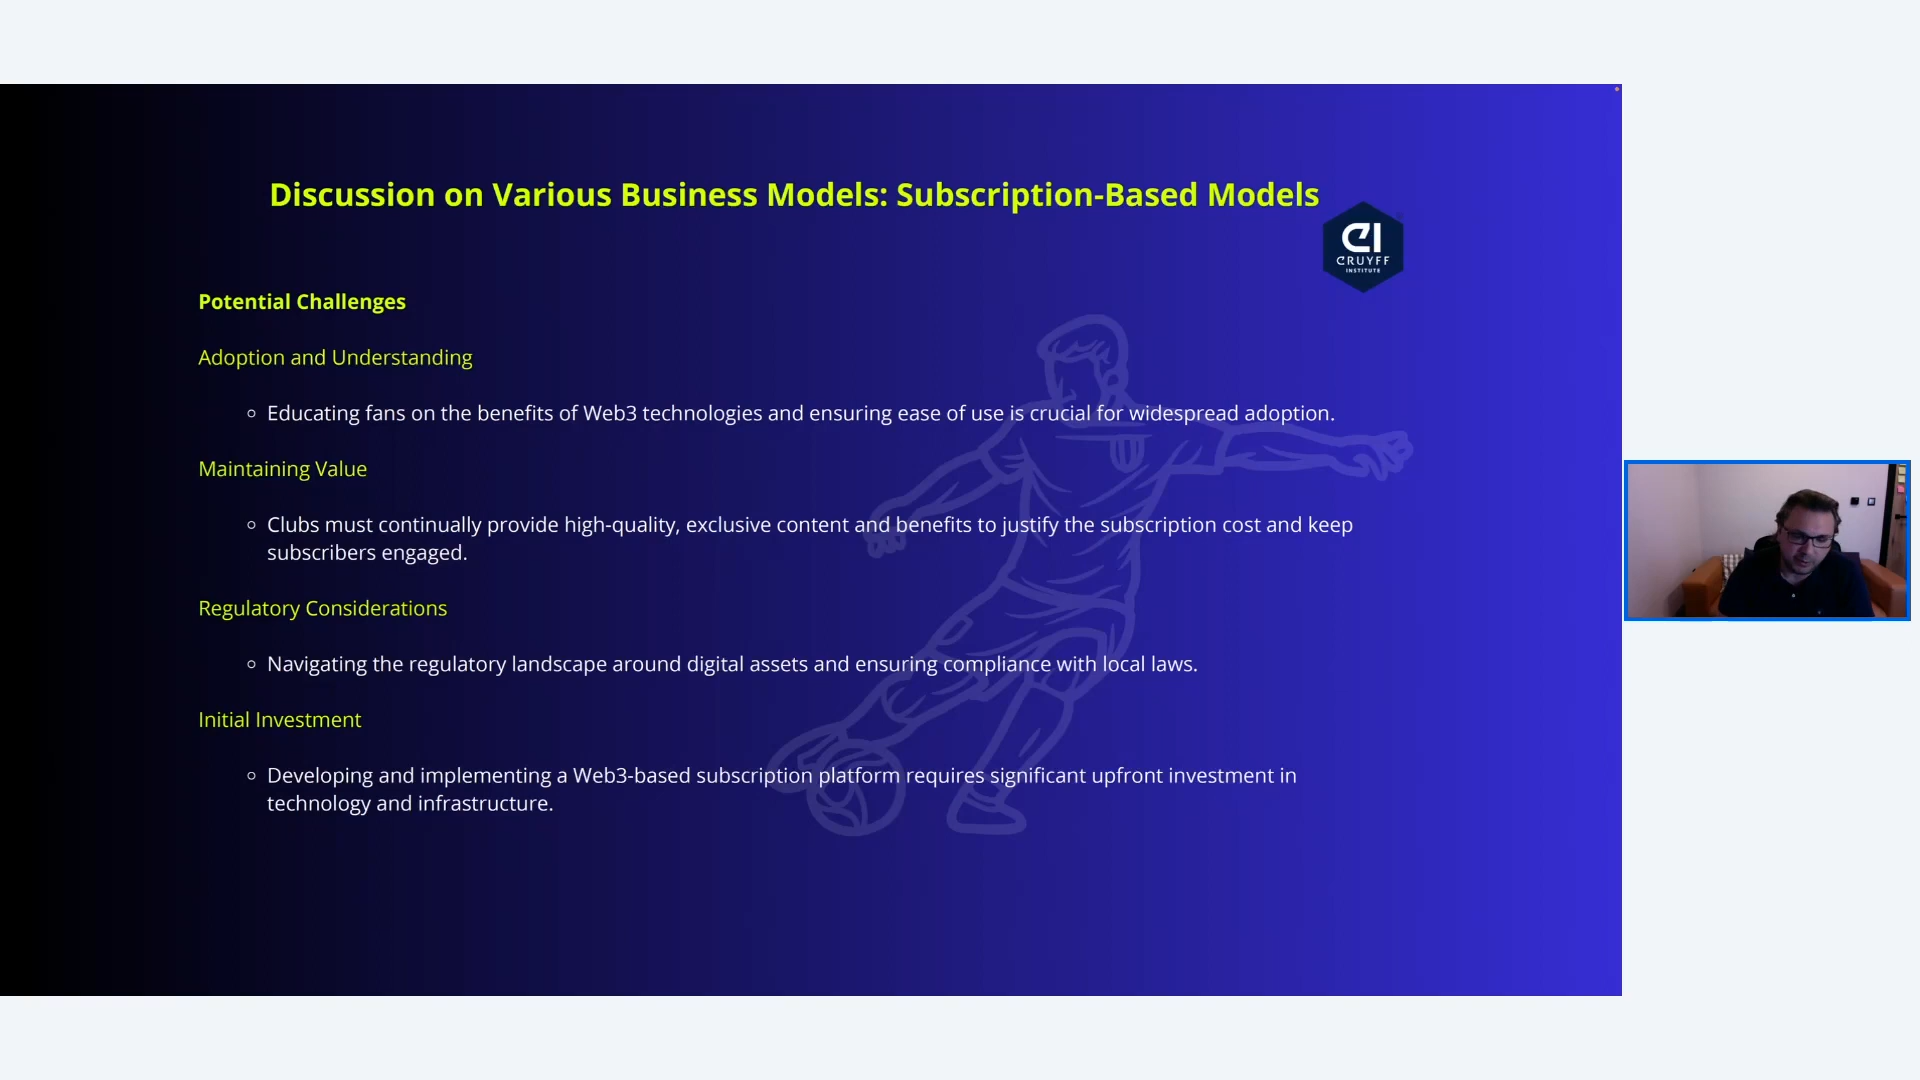 Discussion on Various Business Models: Subscription-Based Models
CRUYFF
INSTITUTE
Potential Challenges
Adoption and Understanding
Educating fans on the benefits of Web3 technologies and ensuring ease of use is crucial for widespread adoption.
Maintaining Value
Clubs must continually provide high-quality, exclusive content and benefits to justify the subscription cost and keep
subscribers engaged.
Regulatory Considerations
Navigating the regulatory landscape around digital assets and ensuring compliance with local laws.
Initial Investment
Developing and implementing a Web3-based subscription platform requires significant upfront investment in
technology and infrastructure.